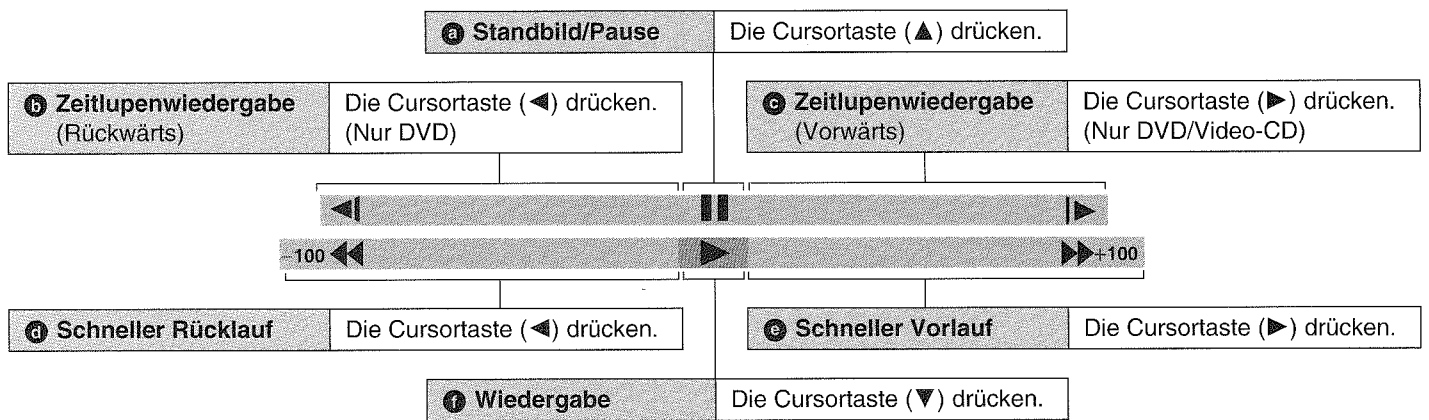 ⓐ Standbild/Pause Die Cursortaste (▲) drücken.
ⓑ Zeitlupenwiedergabe Die Cursortaste (◀) drücken.
(Rückwärts) (Nur DVD)
ⓒ Zeitlupenwiedergabe Die Cursortaste (▶) drücken.
(Vorwärts) (Nur DVD/Video-CD)
–100 +100
ⓓ Schneller Rücklauf Die Cursortaste (◀) drücken.
ⓔ Schneller Vorlauf Die Cursortaste (▶) drücken.
ⓕ Wiedergabe Die Cursortaste (▼) drücken.